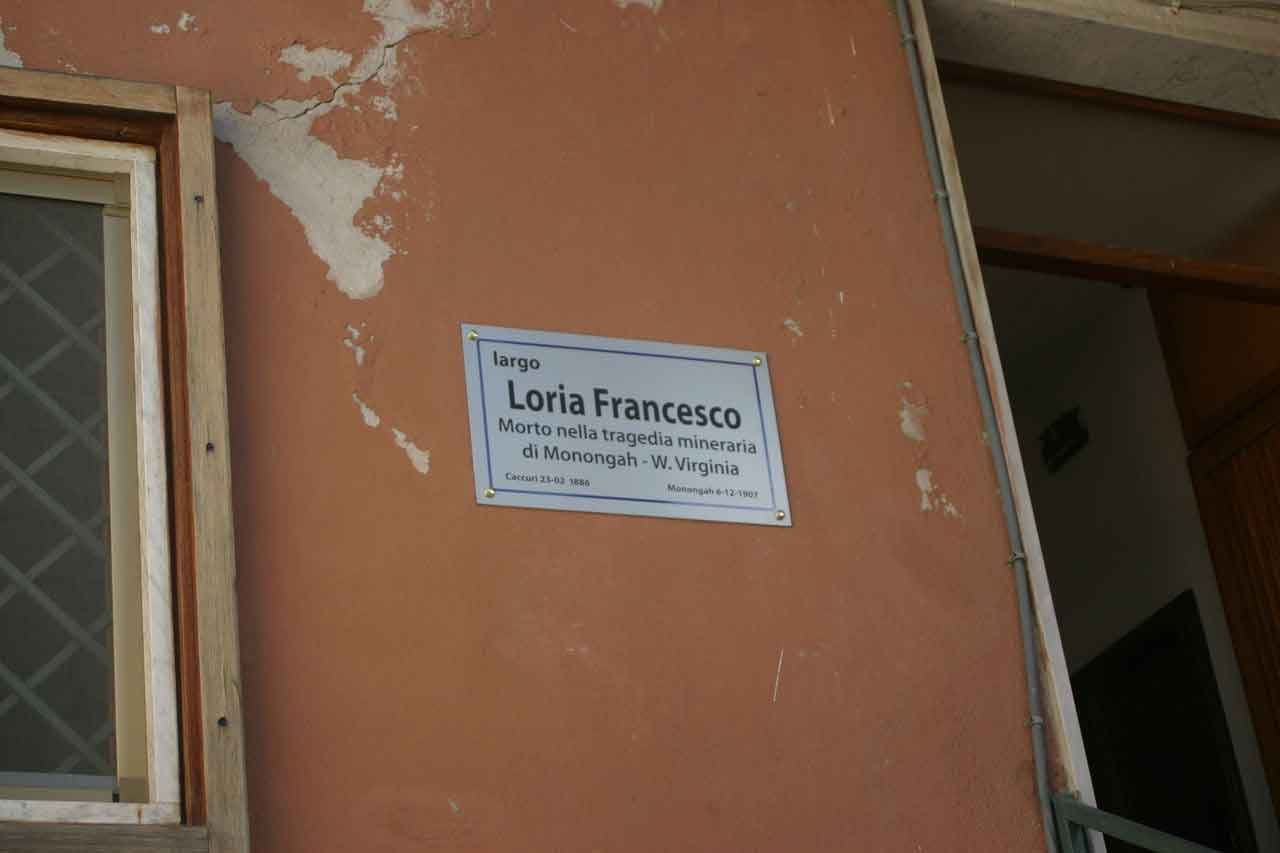 largo
Loria Francesco
Morto nella tragedia mineraria
di Monongah - W. Virginia
Caccuri 23-02 1886 Monongah 6-12-1907